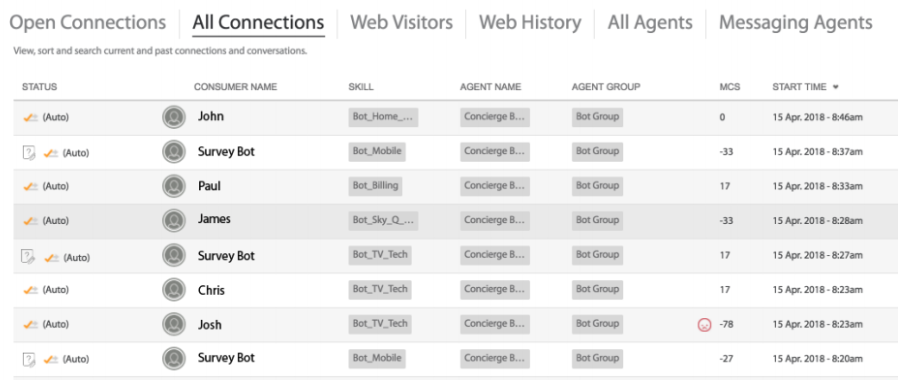 Open Connections All Connections Web Visitors Web History All Agents Messaging Agents
View, sort and search current and past connections and conversations.
STATUS CONSUMER NAME SKILL AGENT NAME AGENT GROUP MCS START TIME
(Auto) John Bot_Home_... Concierge B... Bot Group 0 15 Apr. 2018 - 8:46am
(Auto) Survey Bot Bot_Mobile Concierge B... Bot Group -33 15 Apr. 2018 - 8:37am
(Auto) Paul Bot_Billing Concierge B... Bot Group 17 15 Apr. 2018 - 8:33am
(Auto) James Bot_Sky_Q_... Concierge B... Bot Group -33 15 Apr. 2018 - 8:28am
(Auto) Survey Bot Bot_TV_Tech Concierge B... Bot Group 17 15 Apr. 2018 - 8:27am
(Auto) Chris Bot_TV_Tech Concierge B... Bot Group 17 15 Apr. 2018 - 8:23am
(Auto) Josh Bot_TV_Tech Concierge B... Bot Group -78 15 Apr. 2018 - 8:23am
(Auto) Survey Bot Bot_Mobile Concierge B... Bot Group -27 15 Apr. 2018 - 8:20am